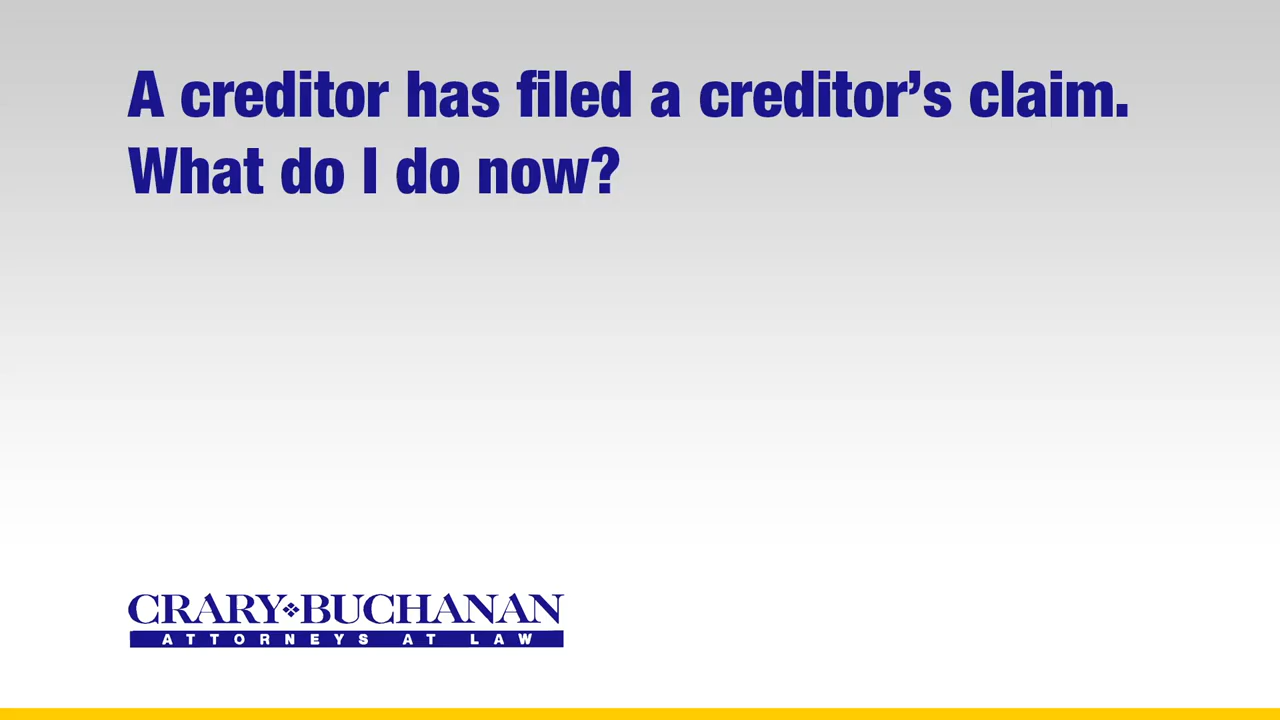 A creditor has filed a creditor’s claim.
What do I do now?
CRARY BUCHANAN
ATTORNEYS AT LAW